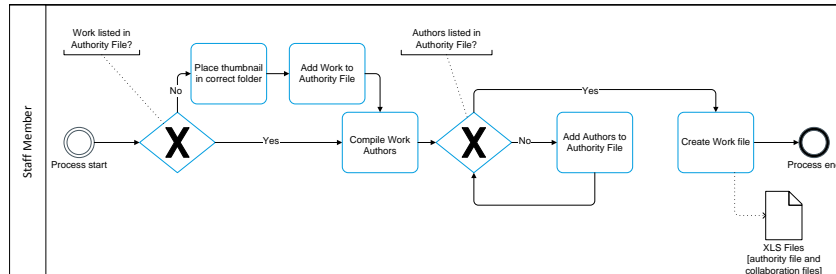 Staff Member
Work listed in
Authority File?
Authors listed in
Authority File?
Place thumbnail
in correct folder
Add Work to
Authority File
No
Yes
X
Yes
Compile Work
Authors
X
No
Add Authors to
Authority File
Create Work file
Process start
Process end
XLS Files
[authority file and
collaboration files]